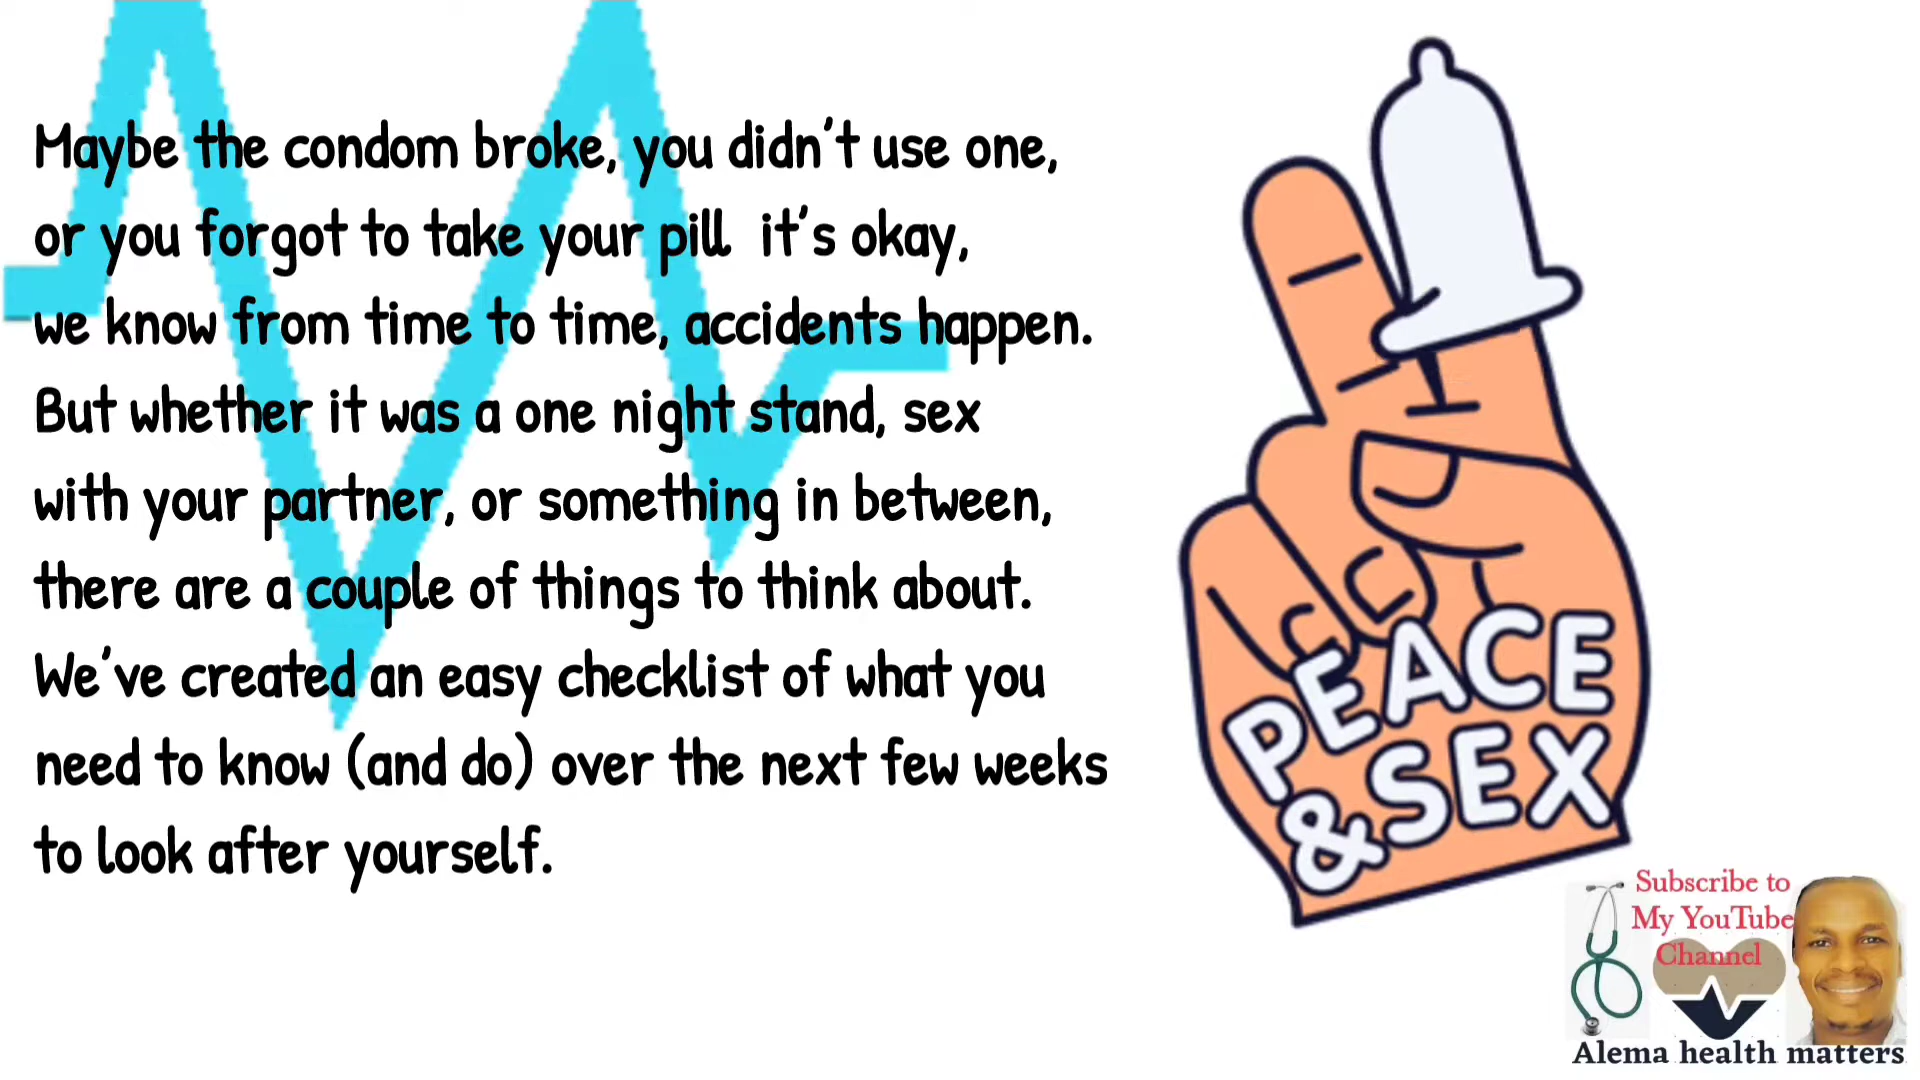 Maybe the condom broke, you didn't use one,
or you forgot to take your pill it's okay,
we know from time to time, accidents happen.
But whether it was a one night stand, sex
with your partner, or something in between,
there are a couple of things to think about.
We've created an easy checklist of what you
need to know (and do) over the next few weeks
to look after yourself.
PEACE
& SEX
Subscribe to
My YouTube
Channel
Alema health matters